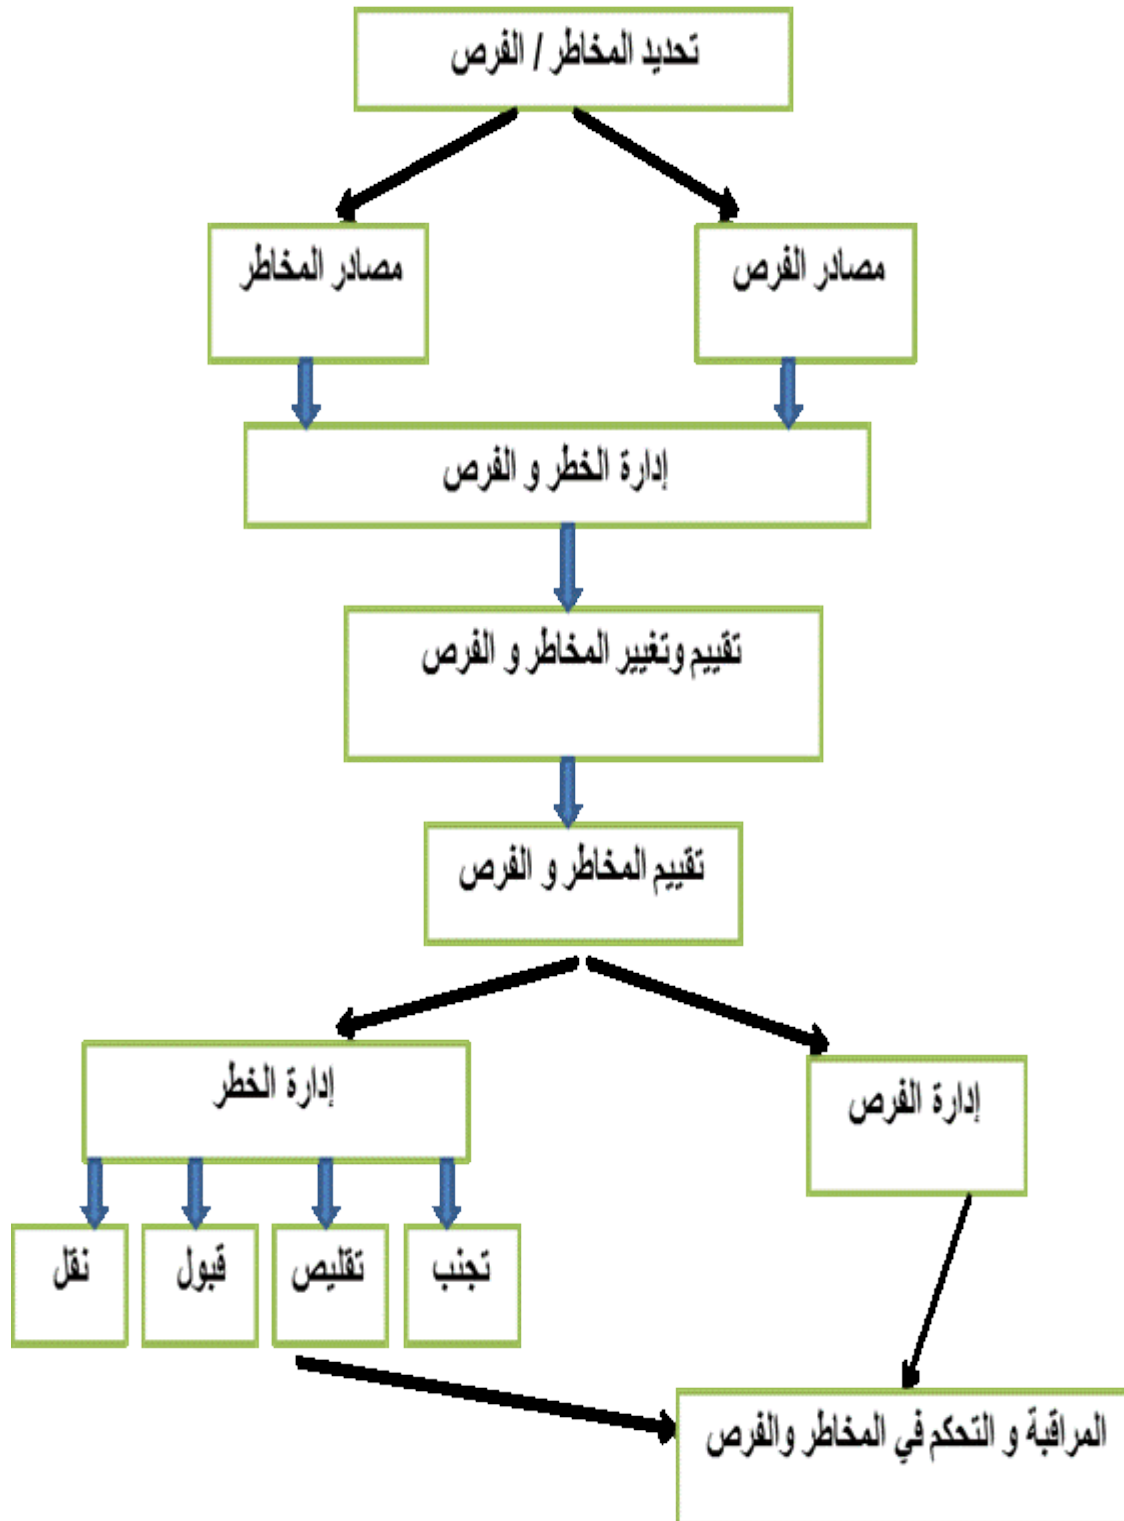 تحديد المخاطر / الفرص
مصادر الفرص
مصادر المخاطر
إدارة الخطر و الفرص
تقييم وتغيير المخاطر و الفرص
تقييم المخاطر و الفرص
إدارة الخطر
إدارة الفرص
تجنب
تقليص
قبول
نقل
المراقبة و التحكم في المخاطر والفرص